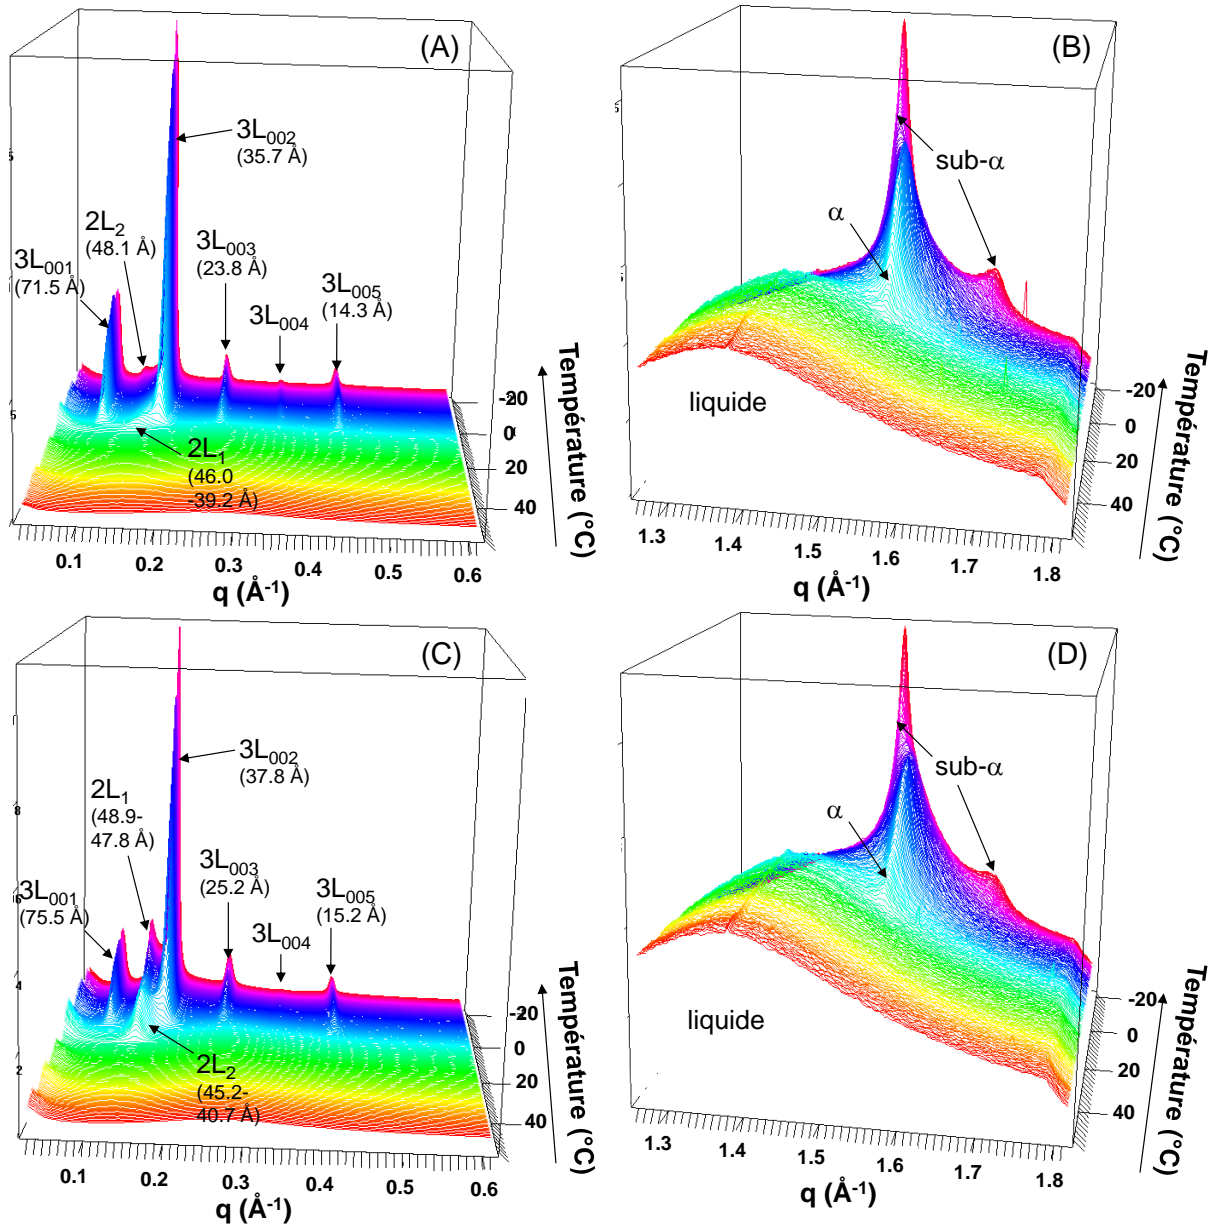 (A)
3L002
(35.7 Å)
2L2
(48.1 Å)
3L001
(71.5 Å)
3L003
(23.8 Å)
3L004
3L005
(14.3 Å)
2L1
(46.0
-39.2 Å)
-20
0
20
40
Température (°C)
0.1 0.2 0.3 0.4 0.5 0.6
q (Å-1)
(B)
sub-α
α
liquide
-20
0
20
40
Température (°C)
1.3 1.4 1.5 1.6 1.7 1.8
q (Å-1)
(C)
3L002
(37.8 Å)
2L1
(48.9-
47.8 Å)
3L001
(75.5 Å)
3L003
(25.2 Å)
3L004
3L005
(15.2 Å)
2L2
(45.2-
40.7 Å)
8
4
2
-20
0
20
40
Température (°C)
0.1 0.2 0.3 0.4 0.5 0.6
q (Å-1)
(D)
sub-α
α
liquide
-20
0
20
40
Température (°C)
1.3 1.4 1.5 1.6 1.7 1.8
q (Å-1)